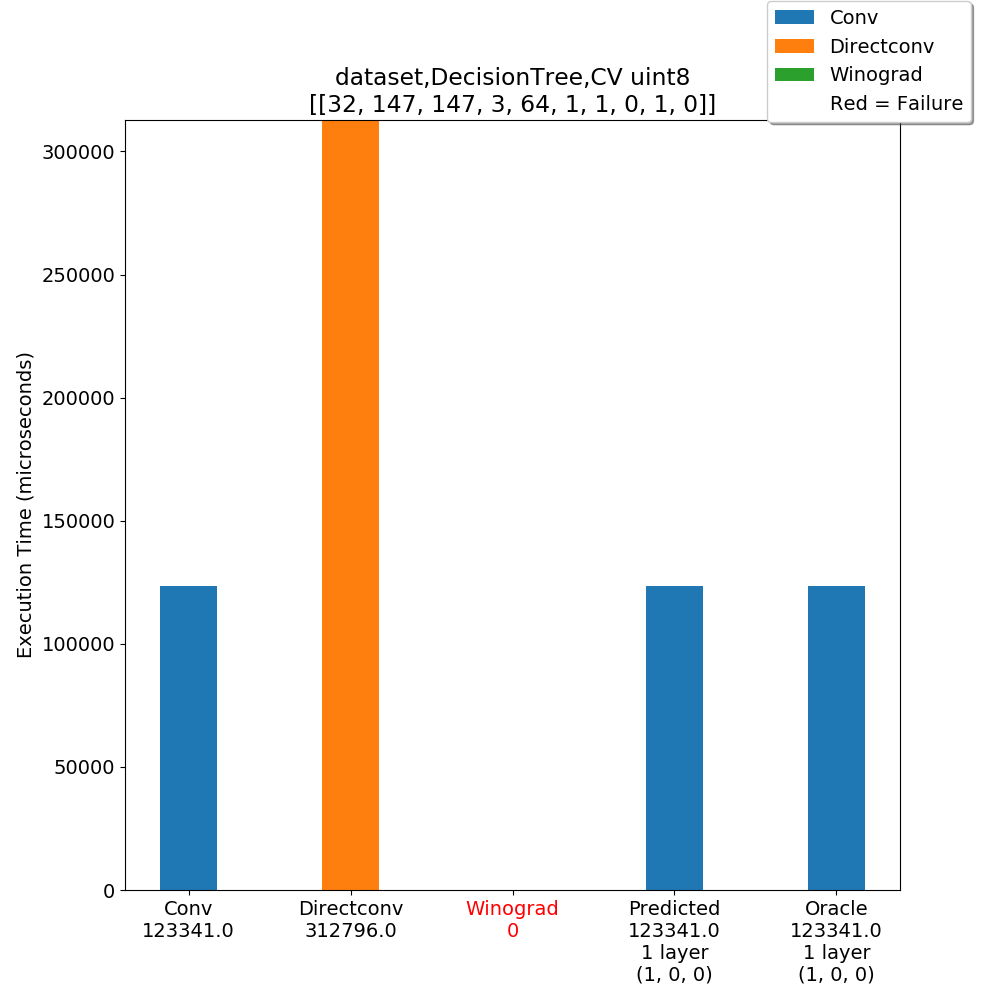 Conv
Directconv
Winograd
Red = Failure
dataset,DecisionTree,CV uint8
[[32, 147, 147, 3, 64, 1, 1, 0, 1, 0]]
Execution Time (microseconds)
300000
250000
200000
150000
100000
50000
0
Conv
123341.0
Directconv
312796.0
Winograd
0
Predicted
123341.0
1 layer
(1, 0, 0)
Oracle
123341.0
1 layer
(1, 0, 0)